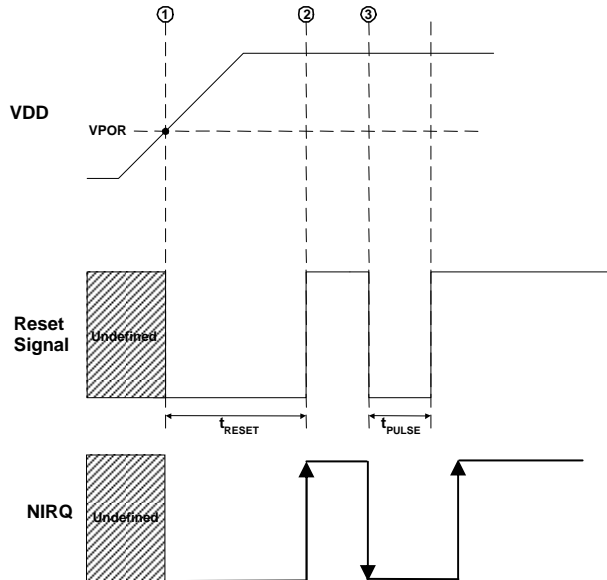 1 2 3
VDD
VPOR
Reset
Signal
Undefined
tRESET
tPULSE
NIRQ
Undefined